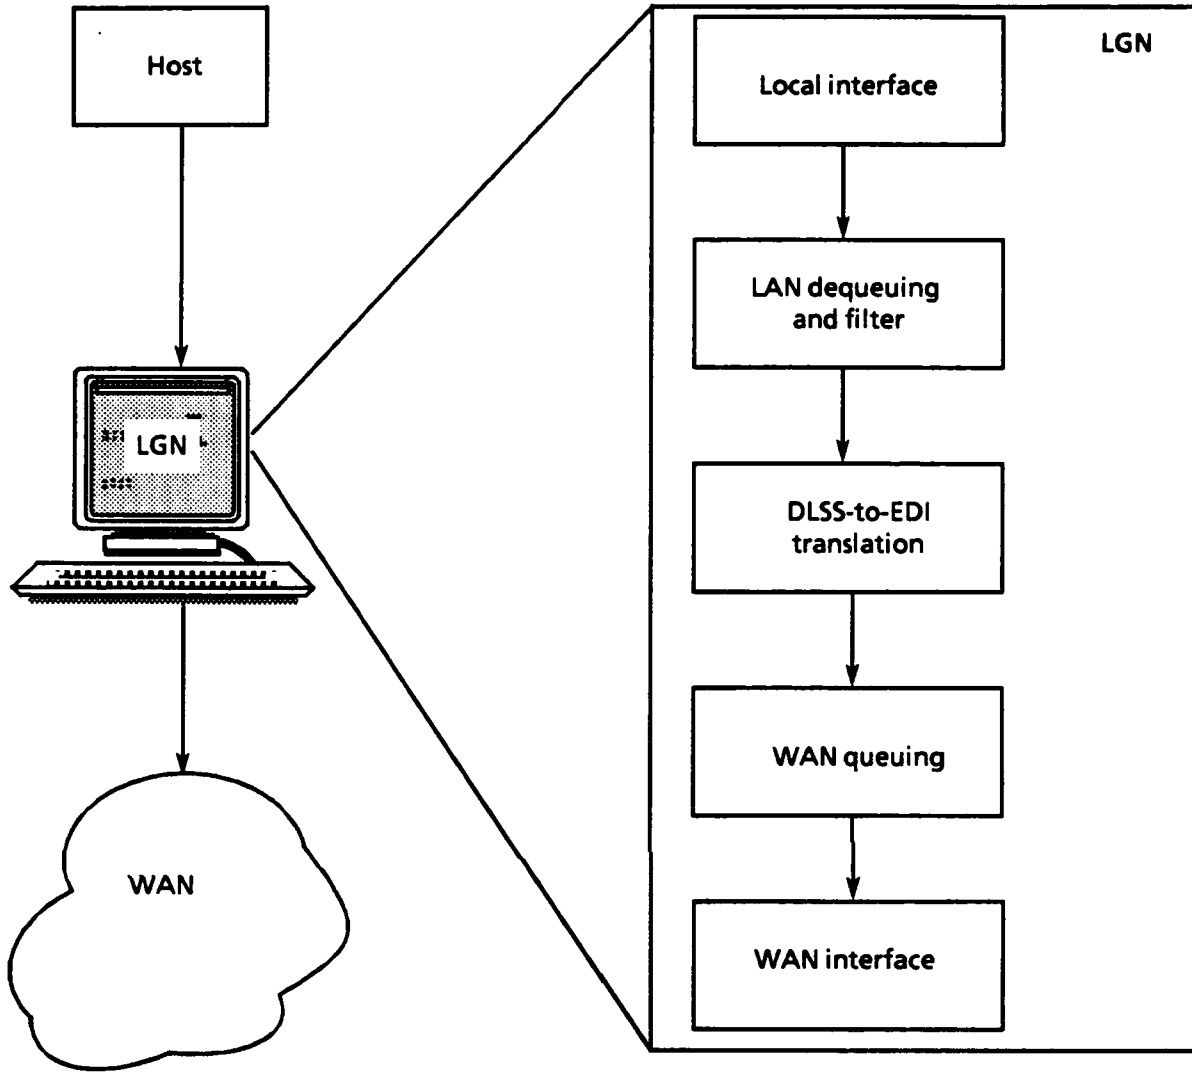 Host
LGN
WAN
LGN
Local interface
LAN dequeuing
and filter
DLSS-to-EDI
translation
WAN queuing
WAN interface